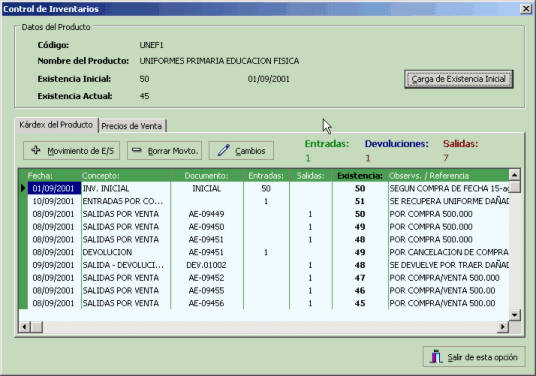 Control de Inventarios
Datos del Producto
Código: UNEF1
Nombre del Producto: UNIFORMES PRIMARIA EDUCACION FISICA
Existencia Inicial: 50 01/09/2001
Carga de Existencia Inicial
Existencia Actual: 45
Kárdex del Producto Precios de Venta
Movimiento de E/S Borrar Movto. Cambios
Entradas: Devoluciones: Salidas:
1 1 7
Fecha: Concepto: Documento: Entradas: Salidas: Existencia: Observs. / Referencia
01/09/2001 INV. INICIAL INICIAL 50 50 SEGUN COMPRA DE FECHA 15-a
10/09/2001 ENTRADAS POR CO... 1 51 SE RECUPERA UNIFORME DAÑAD
08/09/2001 SALIDAS POR VENTA AE-09449 1 50 POR COMPRA 500.000
08/09/2001 SALIDAS POR VENTA AE-09450 1 49 POR COMPRA 500.000
08/09/2001 SALIDAS POR VENTA AE-09451 1 48 POR COMPRA 500.000
08/09/2001 DEVOLUCION AE-09451 1 49 POR CANCELACION DE COMPRA
09/09/2001 SALIDA - DEVOLUCI... DEV.01002 1 48 SE DEVUELVE POR TRAER DAÑAD
08/09/2001 SALIDAS POR VENTA AE-09452 1 47 POR COMPRA/VENTA 500.000
08/09/2001 SALIDAS POR VENTA AE-09455 1 46 POR COMPRA/VENTA 500.00
08/09/2001 SALIDAS POR VENTA AE-09456 1 45 POR COMPRA/VENTA 500.000
Salir de esta opción